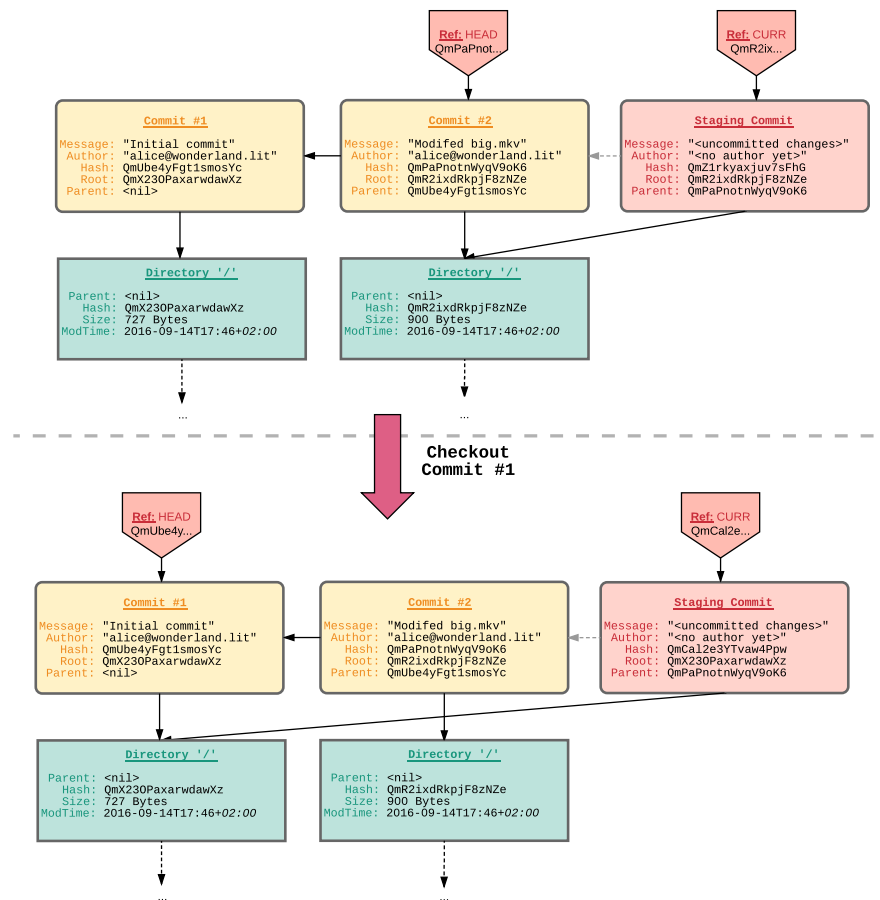 Ref: HEAD
QmPaPnot...
Ref: CURR
QmR2ix...
Commit #1
Message: "Initial commit"
Author: "alice@wonderland.lit"
Hash: QmUbe4yFgt1smosYc
Root: QmX23OPaxarwdawXz
Parent: <nil>
Commit #2
Message: "Modifed big.mkv"
Author: "alice@wonderland.lit"
Hash: QmPaPnotnWyqV9oK6
Root: QmR2ixdRkpjF8zNZe
Parent: QmUbe4yFgt1smosYc
Staging Commit
Message: "<uncommitted changes>"
Author: "<no author yet>"
Hash: QmZ1rkyaxjuv7sFhG
Root: QmR2ixdRkpjF8zNZe
Parent: QmPaPnotnWyqV9oK6
Directory '/'
Parent: <nil>
Hash: QmX23OPaxarwdawXz
Size: 727 Bytes
ModTime: 2016-09-14T17:46+02:00
...
Directory '/'
Parent: <nil>
Hash: QmR2ixdRkpjF8zNZe
Size: 900 Bytes
ModTime: 2016-09-14T17:46+02:00
...
Checkout
Commit #1
Ref: HEAD
QmUbe4y...
Ref: CURR
QmCal2e...
Commit #1
Message: "Initial commit"
Author: "alice@wonderland.lit"
Hash: QmUbe4yFgt1smosYc
Root: QmX23OPaxarwdawXz
Parent: <nil>
Commit #2
Message: "Modifed big.mkv"
Author: "alice@wonderland.lit"
Hash: QmPaPnotnWyqV9oK6
Root: QmR2ixdRkpjF8zNZe
Parent: QmUbe4yFgt1smosYc
Staging Commit
Message: "<uncommitted changes>"
Author: "<no author yet>"
Hash: QmCal2e3YTvaw4Ppw
Root: QmX23OPaxarwdawXz
Parent: QmPaPnotnWyqV9oK6
Directory '/'
Parent: <nil>
Hash: QmX23OPaxarwdawXz
Size: 727 Bytes
ModTime: 2016-09-14T17:46+02:00
...
Directory '/'
Parent: <nil>
Hash: QmR2ixdRkpjF8zNZe
Size: 900 Bytes
ModTime: 2016-09-14T17:46+02:00
...